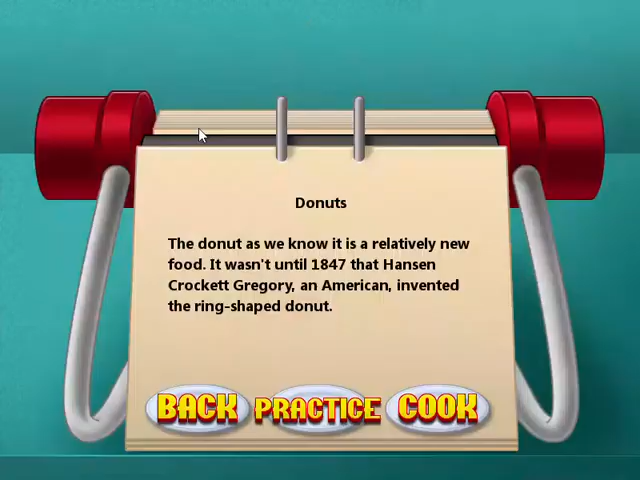 Donuts
The donut as we know it is a relatively new
food. It wasn't until 1847 that Hansen
Crockett Gregory, an American, invented
the ring-shaped donut.
BACK PRACTICE COOK